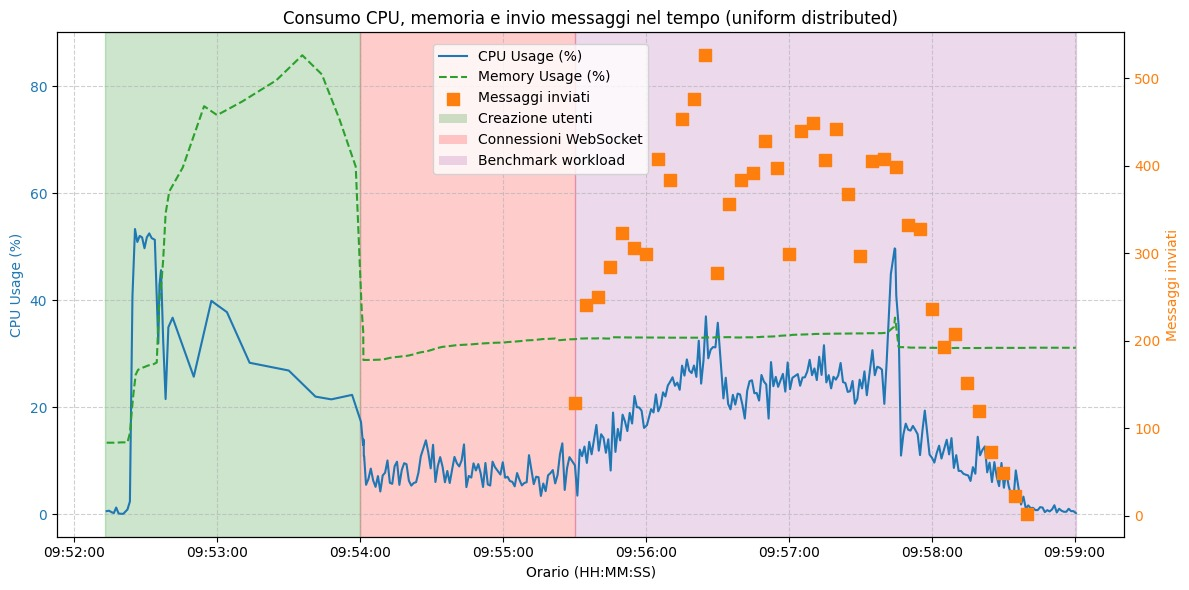 Consumo CPU, memoria e invio messaggi nel tempo (uniform distributed)
CPU Usage (%)
Memory Usage (%)
Messaggi inviati
Creazione utenti
Connessioni WebSocket
Benchmark workload
80
60
40
20
0
CPU Usage (%)
500
400
300
200
100
0
Messaggi inviati
09:52:00 09:53:00 09:54:00 09:55:00 09:56:00 09:57:00 09:58:00 09:59:00
Orario (HH:MM:SS)